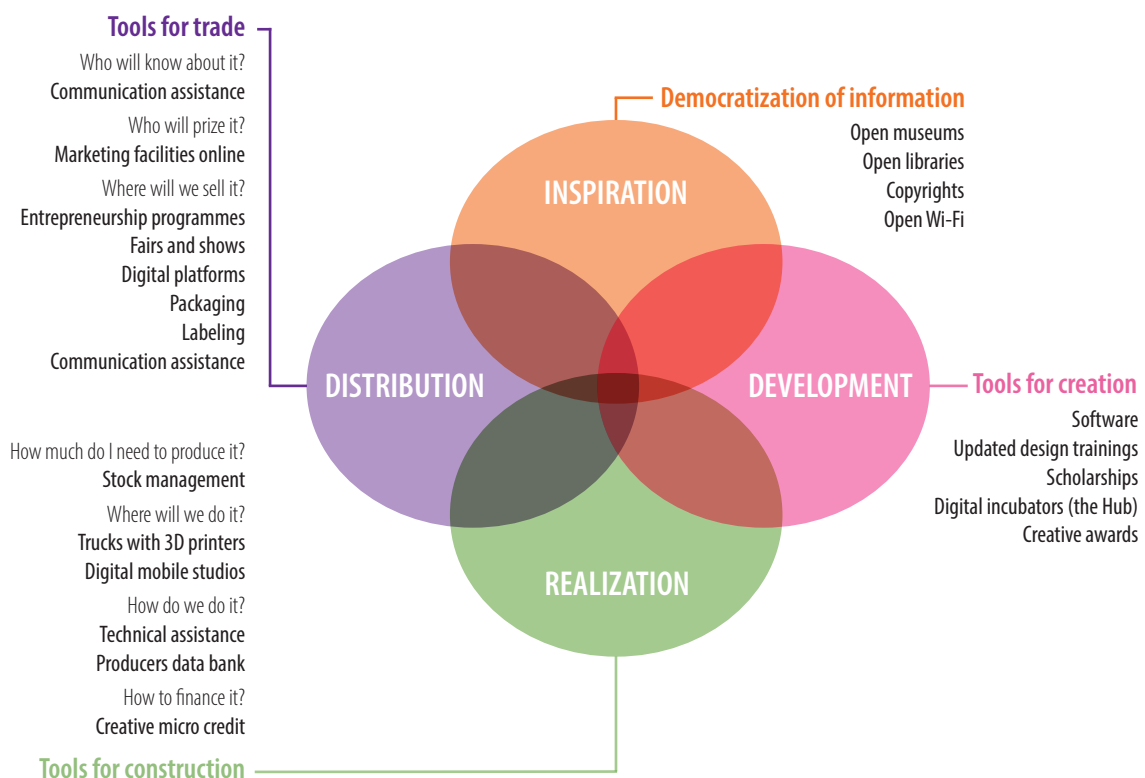 Tools for trade
Who will know about it?
Communication assistance
Who will prize it?
Marketing facilities online
Where will we sell it?
Entrepreneurship programmes
Fairs and shows
Digital platforms
Packaging
Labeling
Communication assistance
Democratization of information
Open museums
Open libraries
Copyrights
Open Wi-Fi
INSPIRATION
DISTRIBUTION
DEVELOPMENT
REALIZATION
Tools for creation
Software
Updated design trainings
Scholarships
Digital incubators (the Hub)
Creative awards
How much do I need to produce it?
Stock management
Where will we do it?
Trucks with 3D printers
Digital mobile studios
How do we do it?
Technical assistance
Producers data bank
How to finance it?
Creative micro credit
Tools for construction